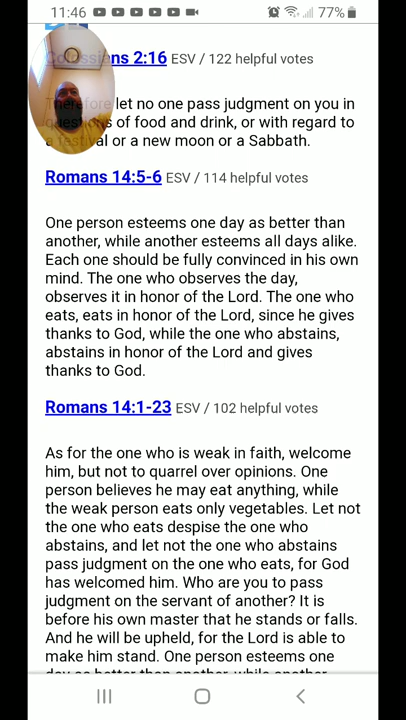 11:46 77%
Colossians 2:16 ESV / 122 helpful votes
Therefore let no one pass judgment on you in
questions of food and drink, or with regard to
a festival or a new moon or a Sabbath.
Romans 14:5-6 ESV / 114 helpful votes
One person esteems one day as better than
another, while another esteems all days alike.
Each one should be fully convinced in his own
mind. The one who observes the day,
observes it in honor of the Lord. The one who
eats, eats in honor of the Lord, since he gives
thanks to God, while the one who abstains,
abstains in honor of the Lord and gives
thanks to God.
Romans 14:1-23 ESV / 102 helpful votes
As for the one who is weak in faith, welcome
him, but not to quarrel over opinions. One
person believes he may eat anything, while
the weak person eats only vegetables. Let not
the one who eats despise the one who
abstains, and let not the one who abstains
pass judgment on the one who eats, for God
has welcomed him. Who are you to pass
judgment on the servant of another? It is
before his own master that he stands or falls.
And he will be upheld, for the Lord is able to
make him stand. One person esteems one
day as better than another, while another